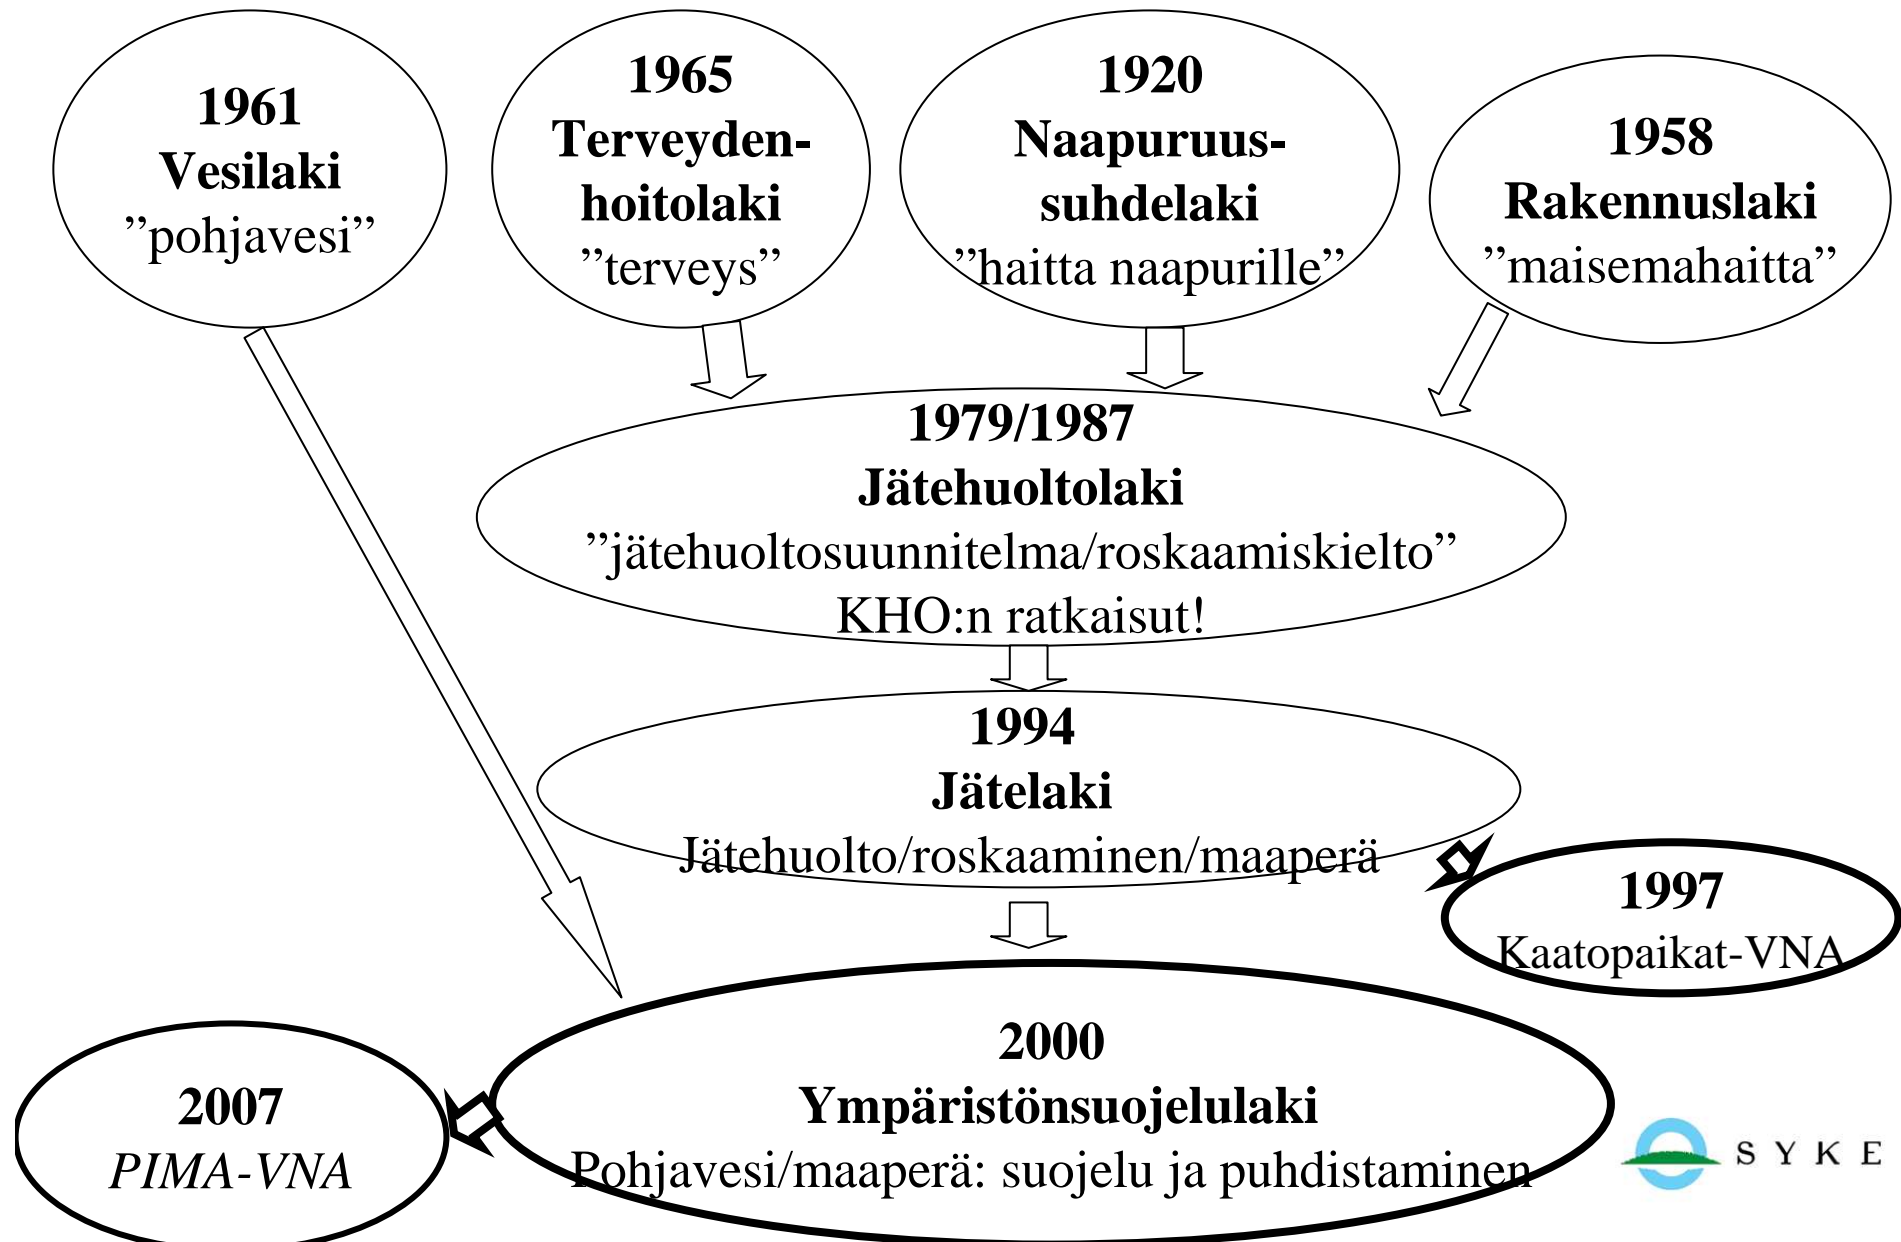 1961
Vesilaki
”pohjavesi”
1965
Terveyden-
hoitolaki
”terveys”
1920
Naapuruus-
suhdelaki
”haitta naapurille”
1958
Rakennuslaki
”maisemahaitta”
1979/1987
Jätehuoltolaki
”jätehuoltosuunnitelma/roskaamiskielto”
KHO:n ratkaisut!
1994
Jätelaki
Jätehuolto/roskaaminen/maaperä
1997
Kaatopaikat-VNA
2000
Ympäristönsuojelulaki
Pohjavesi/maaperä: suojelu ja puhdistaminen
2007
PIMA-VNA
SYKE